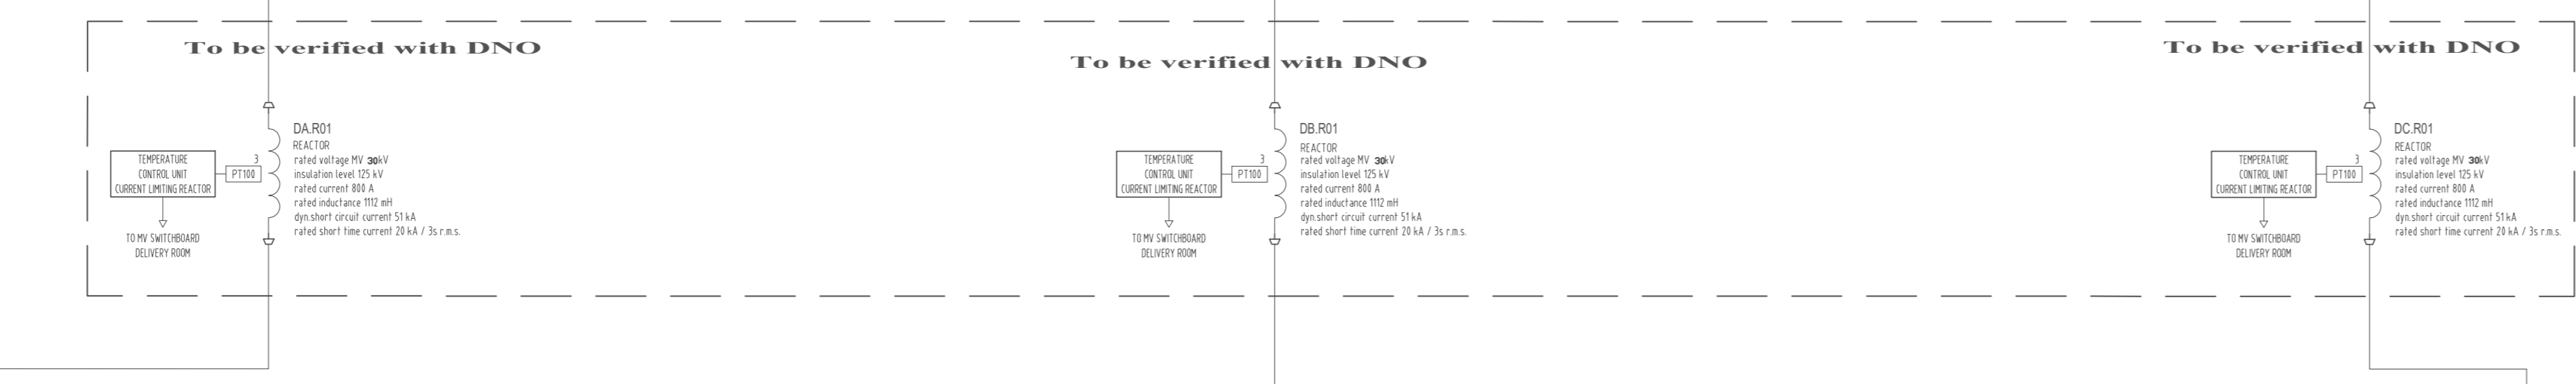 To be verified with DNO
TEMPERATURE
CONTROL UNIT
CURRENT LIMITING REACTOR
3
PT100
TO MV SWITCHBOARD
DELIVERY ROOM
DA.R01
REACTOR
rated voltage MV 30kV
insulation level 125 kV
rated current 800 A
rated inductance 1112 mH
dyn.short circuit current 51 kA
rated short time current 20 kA / 3s r.m.s.
To be verified with DNO
TEMPERATURE
CONTROL UNIT
CURRENT LIMITING REACTOR
3
PT100
TO MV SWITCHBOARD
DELIVERY ROOM
DB.R01
REACTOR
rated voltage MV 30kV
insulation level 125 kV
rated current 800 A
rated inductance 1112 mH
dyn.short circuit current 51 kA
rated short time current 20 kA / 3s r.m.s.
To be verified with DNO
TEMPERATURE
CONTROL UNIT
CURRENT LIMITING REACTOR
3
PT100
TO MV SWITCHBOARD
DELIVERY ROOM
DC.R01
REACTOR
rated voltage MV 30kV
insulation level 125 kV
rated current 800 A
rated inductance 1112 mH
dyn.short circuit current 51 kA
rated short time current 20 kA / 3s r.m.s.